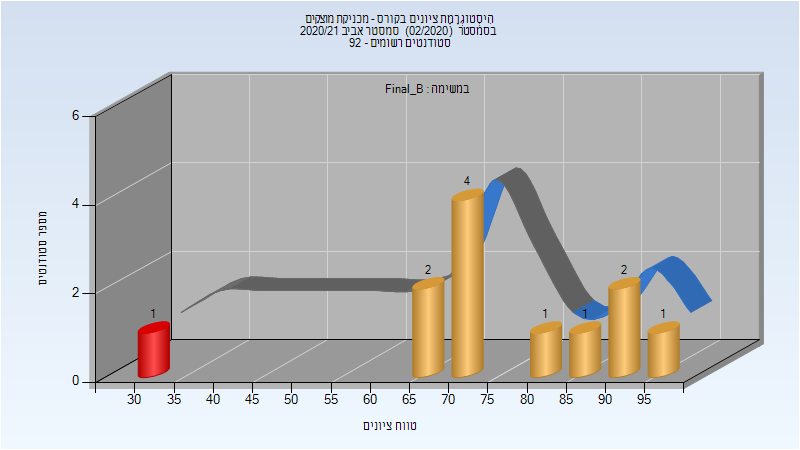 היסטוגרמת ציונים בקורס - מכניקת מוצקים
בסמסטר (02/2020) סמסטר אביב 2020/21
סטודנטים רשומים - 92
במשימה : Final_B
מספר סטודנטים
6
4
2
0
1
2
4
1
1
2
1
30 35 40 45 50 55 60 65 70 75 80 85 90 95
טווח ציונים